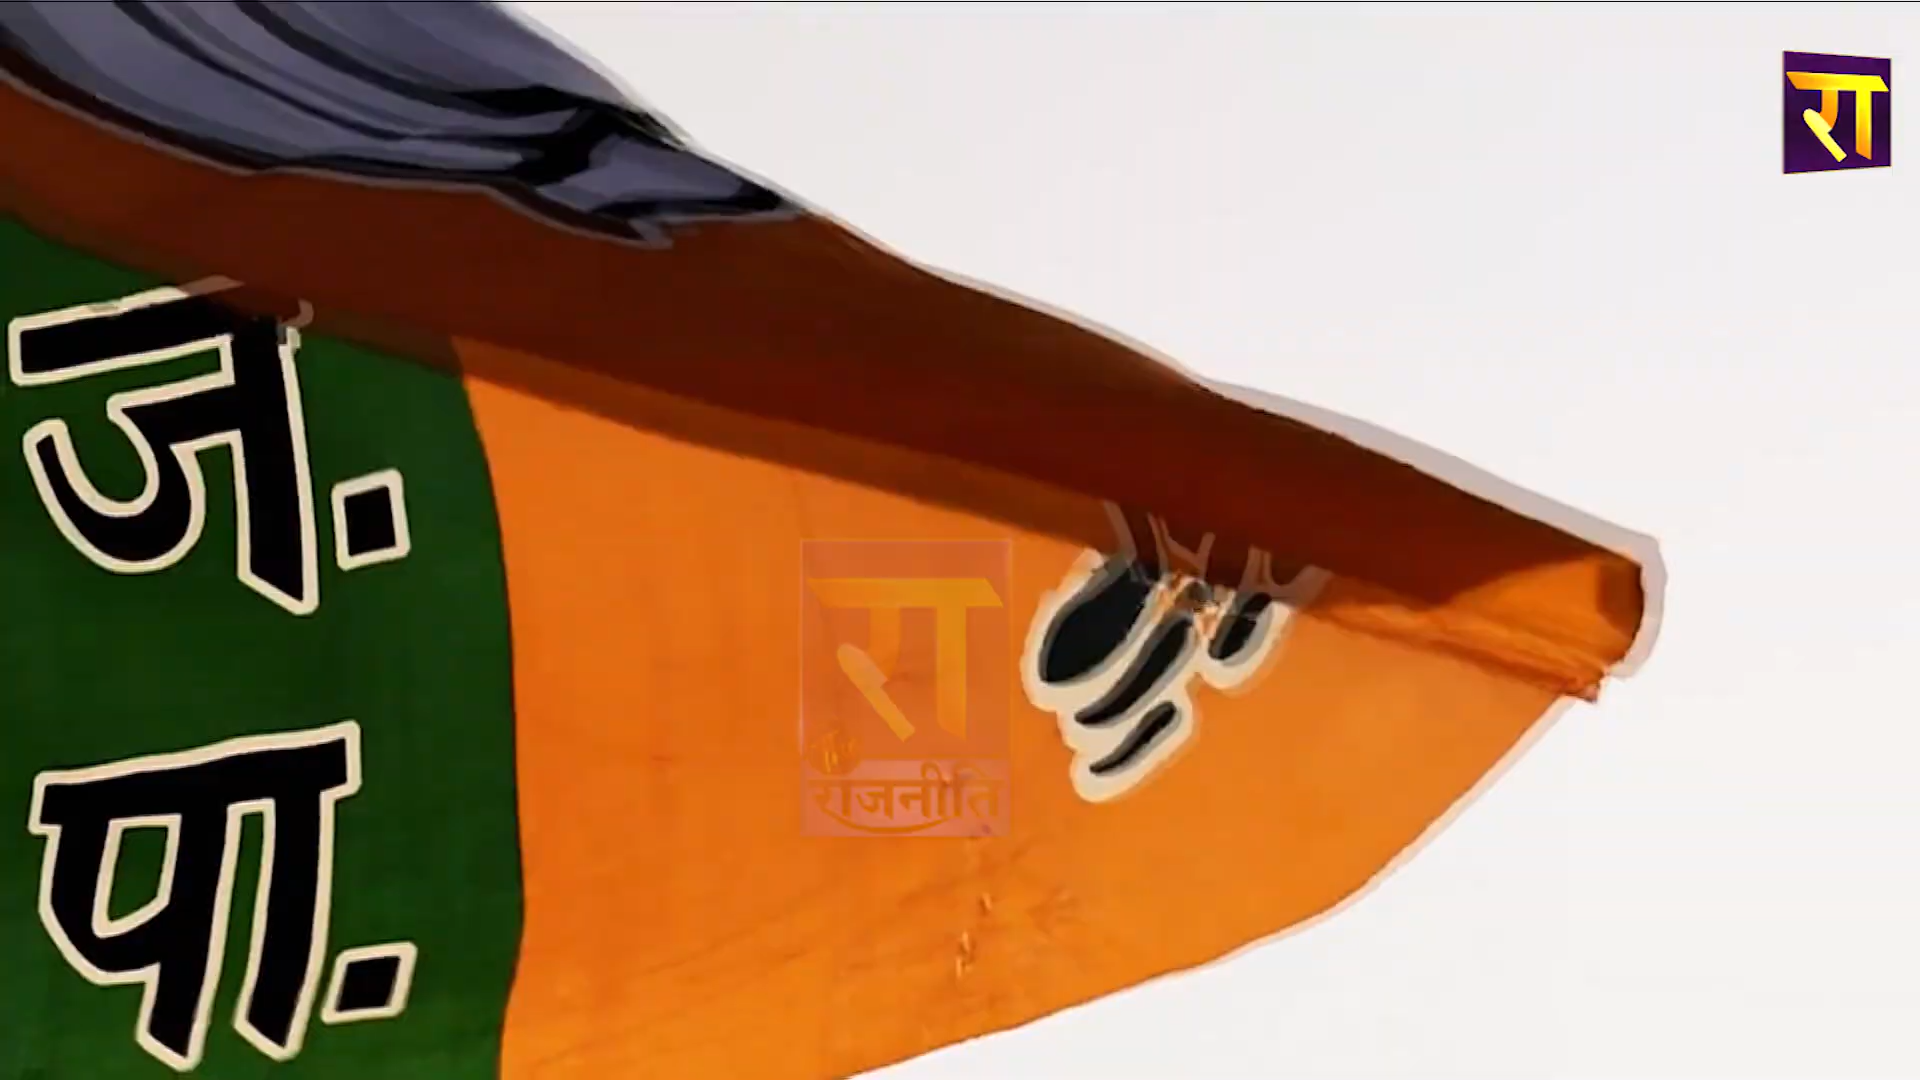 रा
ज.
पा.
रा
राजनीति